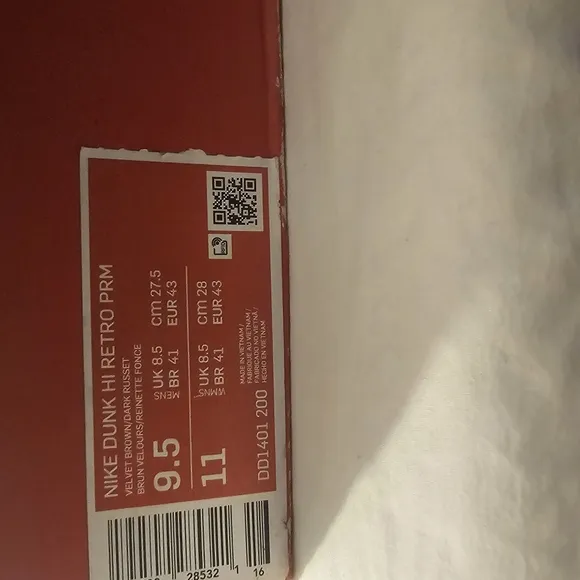 NIKE DUNK HI RETRO PRM
VELVET BROWN/DARK RUSSET
BRUN VELOURS/REINETTE FONCE
9.5 MENS UK 8.5 cm 27.5
BR 41 EUR 43
11 WMNS UK 8.5 cm 28
BR 41 EUR 43
DD1401 200
MADE IN VIETNAM /
FABRIQUE AU VIETNAM /
FABRICADO NO VIETNÃ /
HECHO EN VIETNAM
28532 1
16